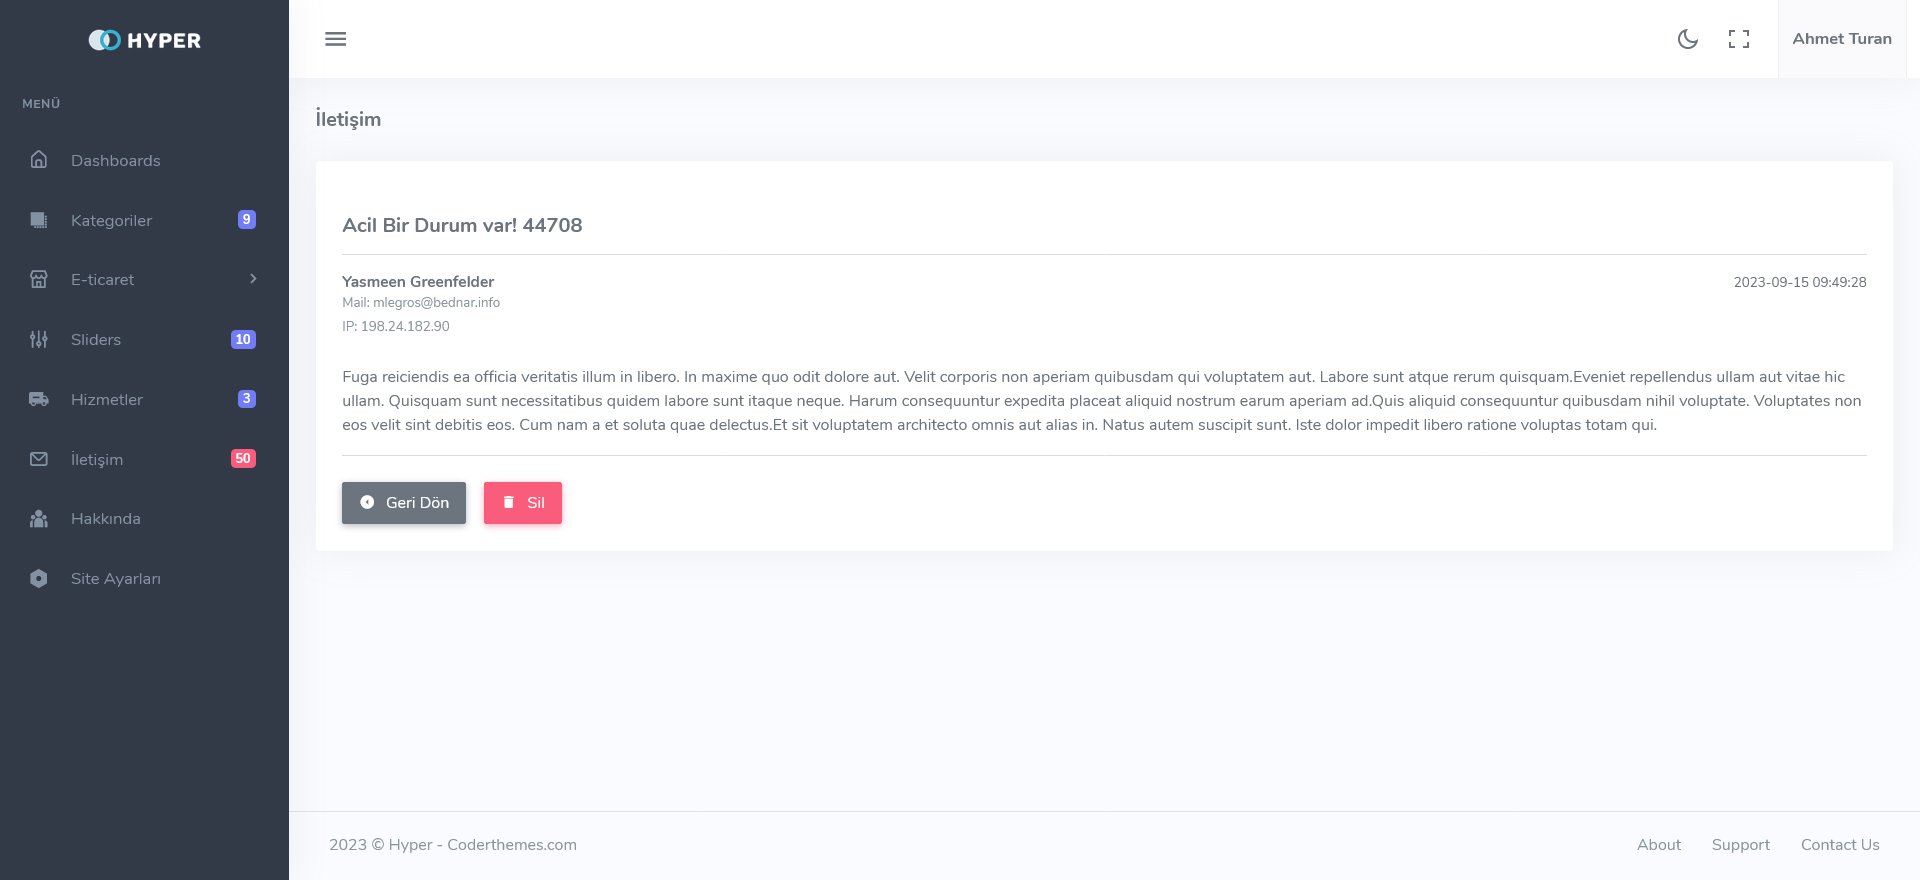 HYPER
MENÜ
Dashboards
Kategoriler 9
E-ticaret
Sliders 10
Hizmetler 3
İletişim 50
Hakkında
Site Ayarları
Ahmet Turan
İletişim
Acil Bir Durum var! 44708
Yasmeen Greenfelder 2023-09-15 09:49:28
Mail: mlegros@bednar.info
IP: 198.24.182.90
Fuga reiciendis ea officia veritatis illum in libero. In maxime quo odit dolore aut. Velit corporis non aperiam quibusdam qui voluptatem aut. Labore sunt atque rerum quisquam.Eveniet repellendus ullam aut vitae hic
ullam. Quisquam sunt necessitatibus quidem labore sunt itaque neque. Harum consequuntur expedita placeat aliquid nostrum earum aperiam ad.Quis aliquid consequuntur quibusdam nihil voluptate. Voluptates non
eos velit sint debitis eos. Cum nam a et soluta quae delectus.Et sit voluptatem architecto omnis aut alias in. Natus autem suscipit sunt. Iste dolor impedit libero ratione voluptas totam qui.
Geri Dön Sil
2023 © Hyper - Coderthemes.com About Support Contact Us